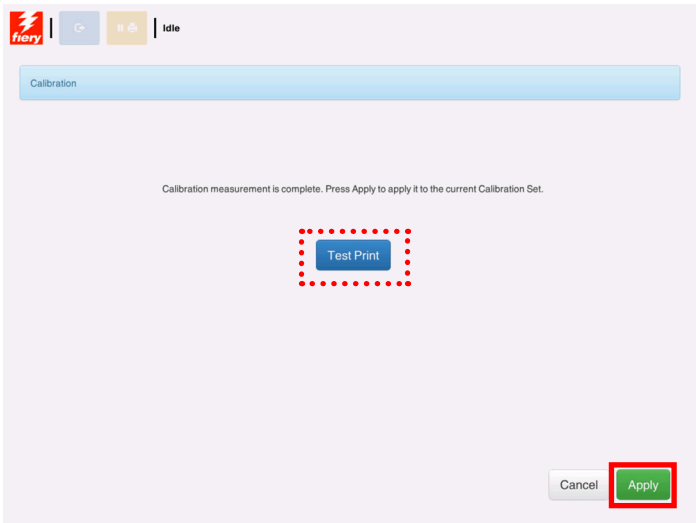 fiery
Idle
Calibration
Calibration measurement is complete. Press Apply to apply it to the current Calibration Set.
Test Print
Cancel
Apply